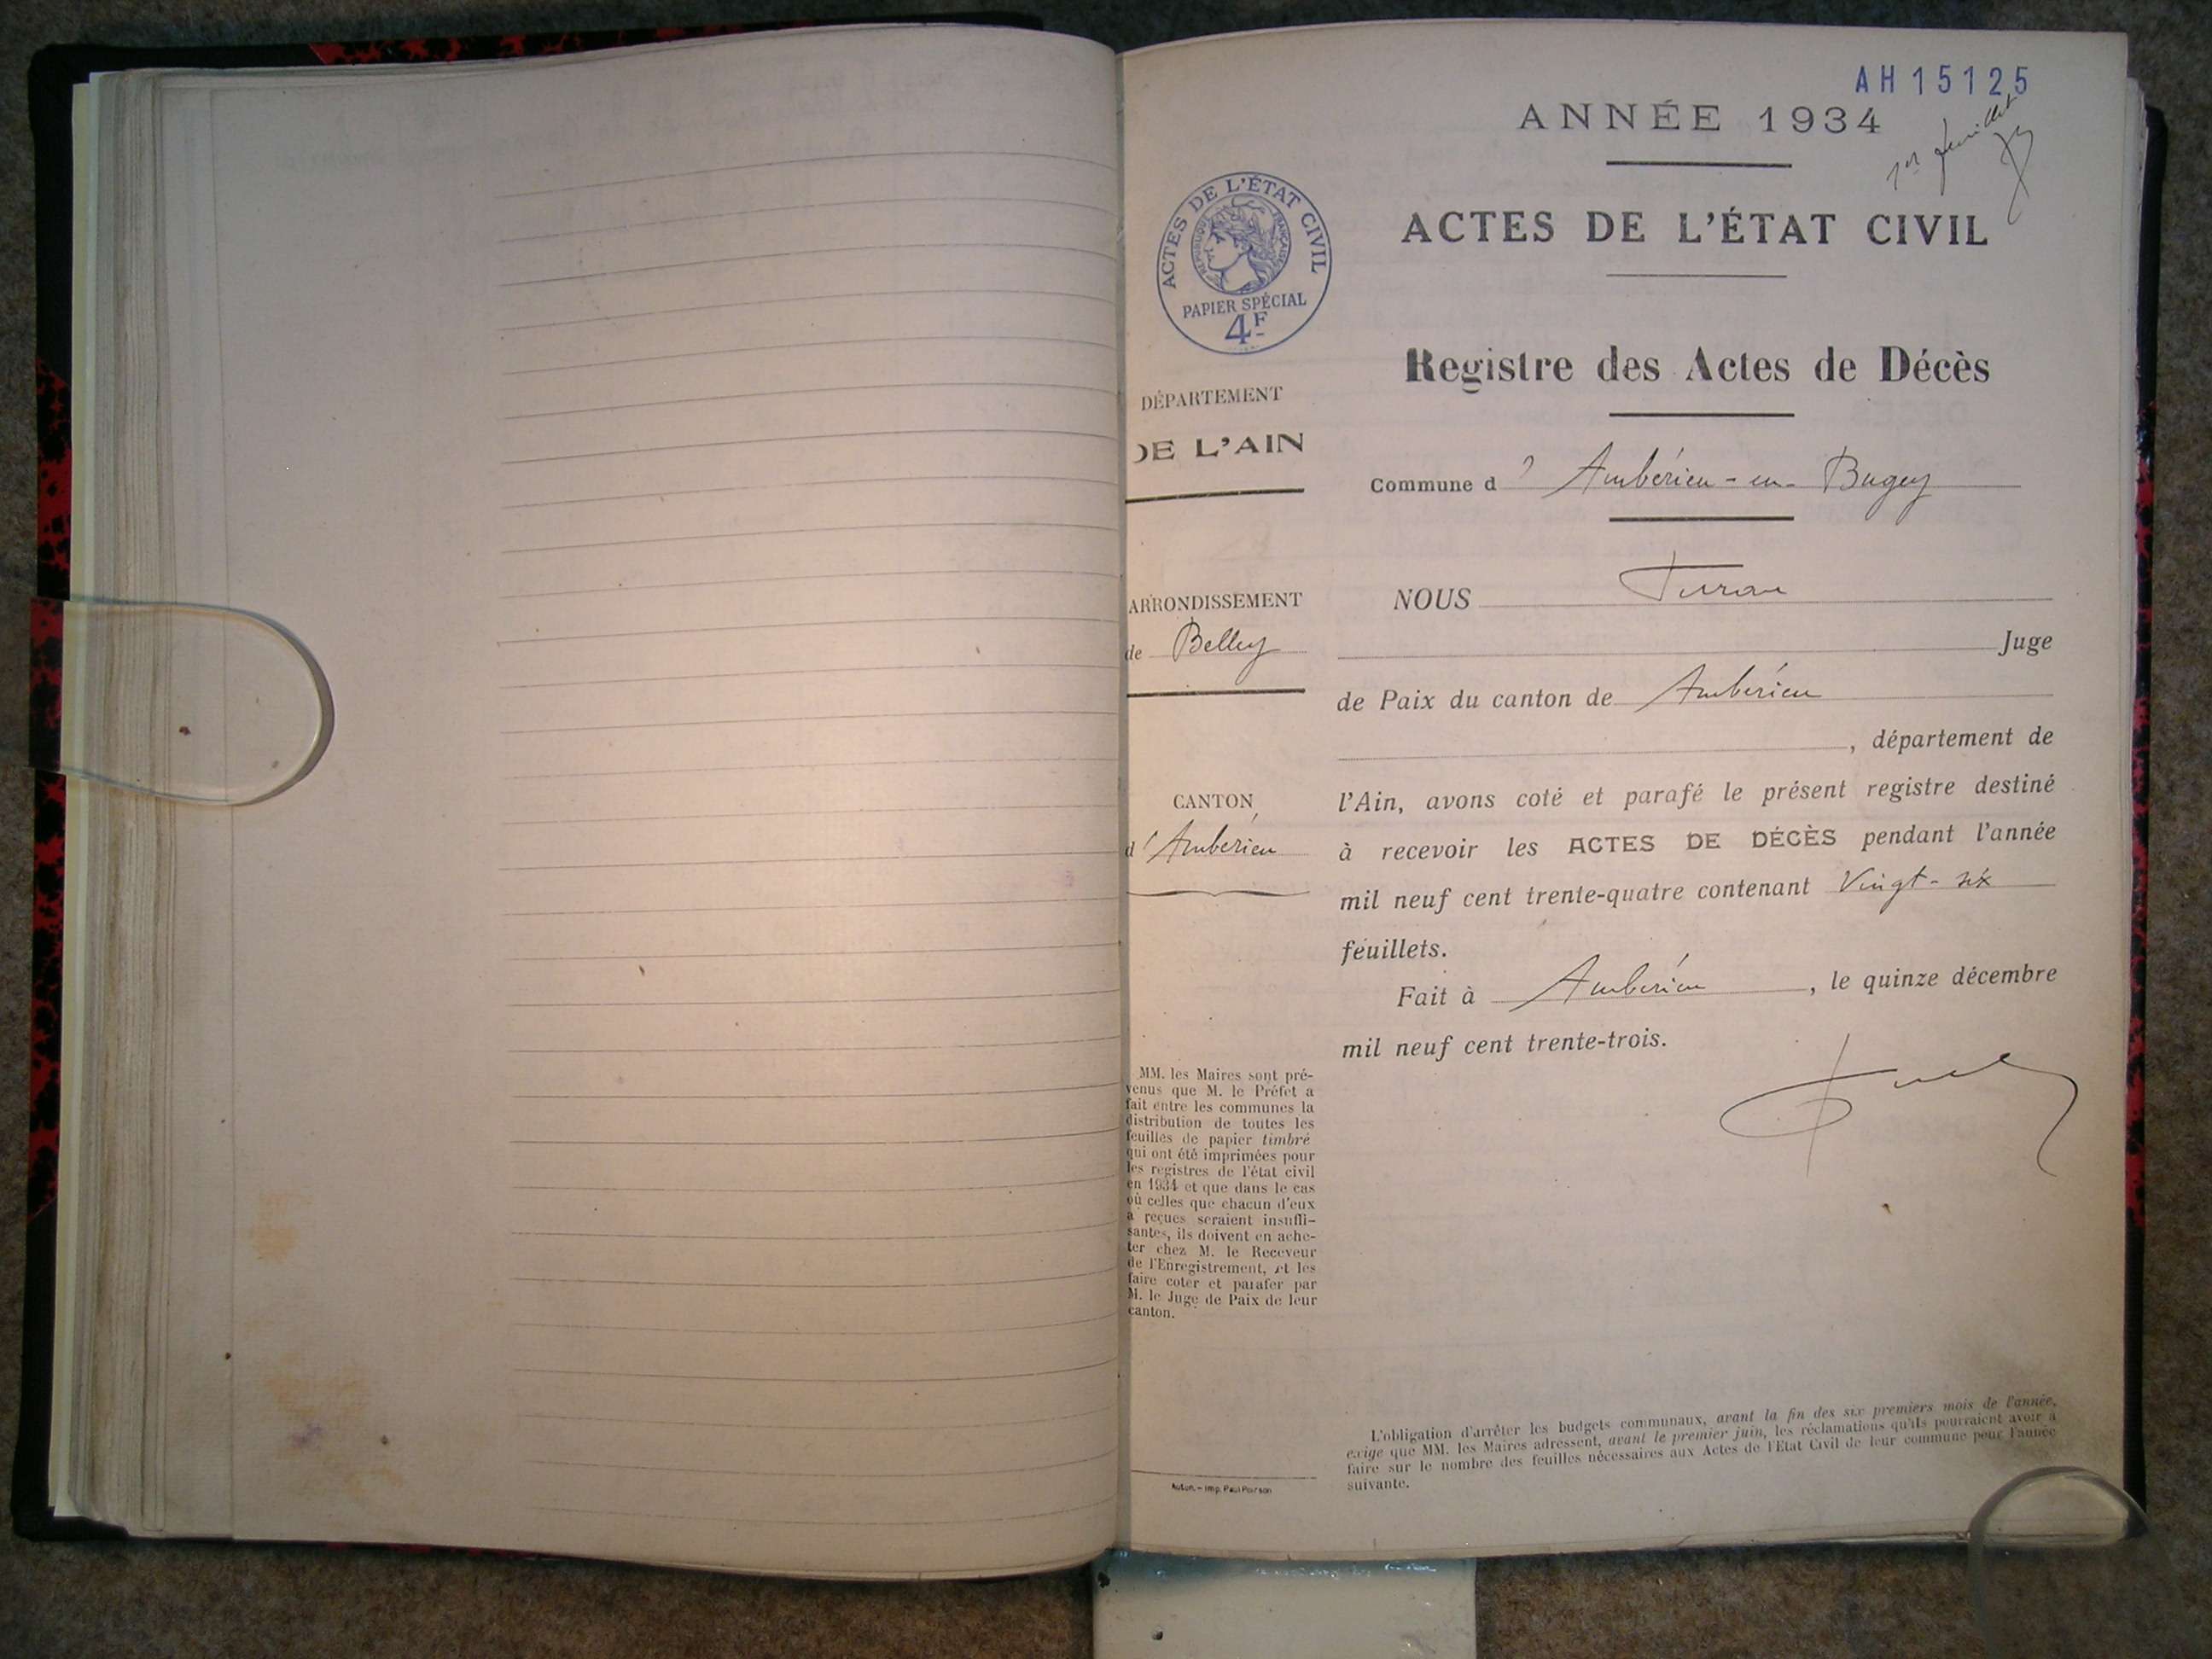 AH 15125
ANNÉE 1934
1er feuillet
ACTES DE L'ÉTAT CIVIL
ACTES DE L'ÉTAT CIVIL
RÉPUBLIQUE FRANÇAISE
PAPIER SPÉCIAL
4F
Registre des Actes de Décès
DÉPARTEMENT
DE L'AIN
Commune d' Ambérieu-en-Bugey
ARRONDISSEMENT
de Belley
CANTON
d'Ambérieu
MM. les Maires sont pré-
venus que M. le Préfet a
fait entre les communes la
distribution de toutes les
feuilles de papier timbré
qui ont été imprimées pour
les registres de l'état civil
en 1934 et que dans le cas
où celles que chacun d'eux
a reçues seraient insuffi-
santes, ils doivent en ache-
ter chez M. le Receveur
de l'Enregistrement, et les
faire coter et parafer par
M. le Juge de Paix de leur
canton.
Autun. - Imp. Paul Poirson
NOUS
Juge
de Paix du canton de Ambérieu
, département de
l'Ain, avons coté et parafé le présent registre destiné
à recevoir les ACTES DE DÉCÈS pendant l'année
mil neuf cent trente-quatre contenant Vingt-six
feuillets.
Fait à Ambérieu, le quinze décembre
mil neuf cent trente-trois.
L'obligation d'arrêter les budgets communaux, avant la fin des six premiers mois de l'année,
exige que MM. les Maires adressent, avant le premier juin, les réclamations qu'ils pourraient avoir à
faire sur le nombre des feuilles nécessaires aux Actes de l'Etat Civil de leur commune pour l'année
suivante.